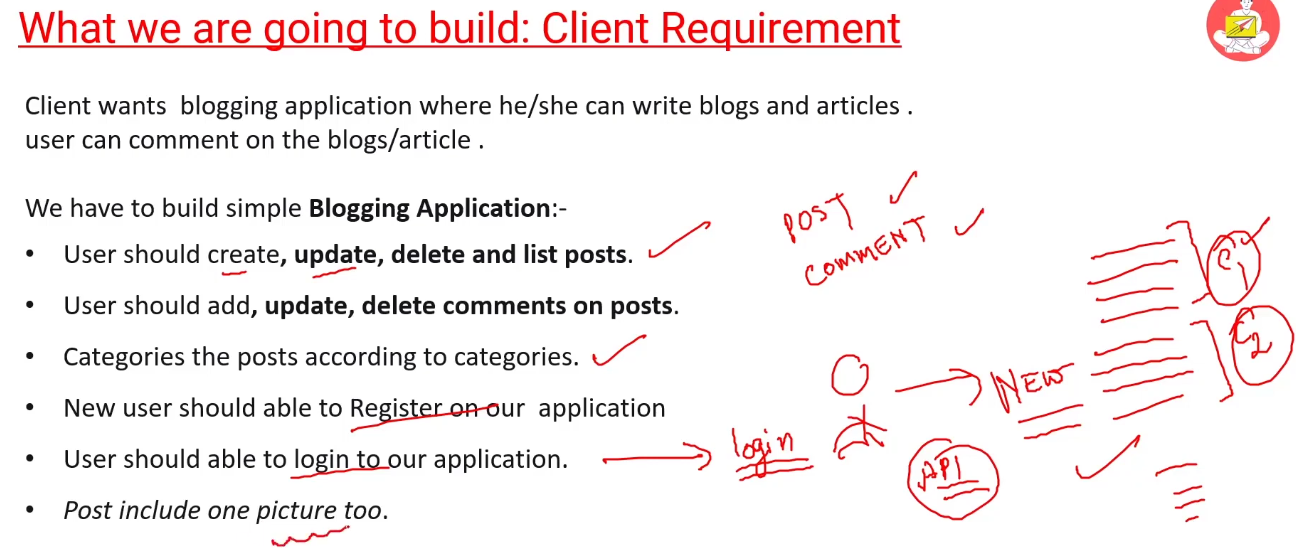 What we are going to build: Client Requirement
Client wants blogging application where he/she can write blogs and articles .
user can comment on the blogs/article .
We have to build simple Blogging Application:-
• User should create, update, delete and list posts.
• User should add, update, delete comments on posts.
• Categories the posts according to categories.
• New user should able to Register on our application
• User should able to login to our application.
• Post include one picture too.
POST
COMMENT
C1
C2
NEW
login
API